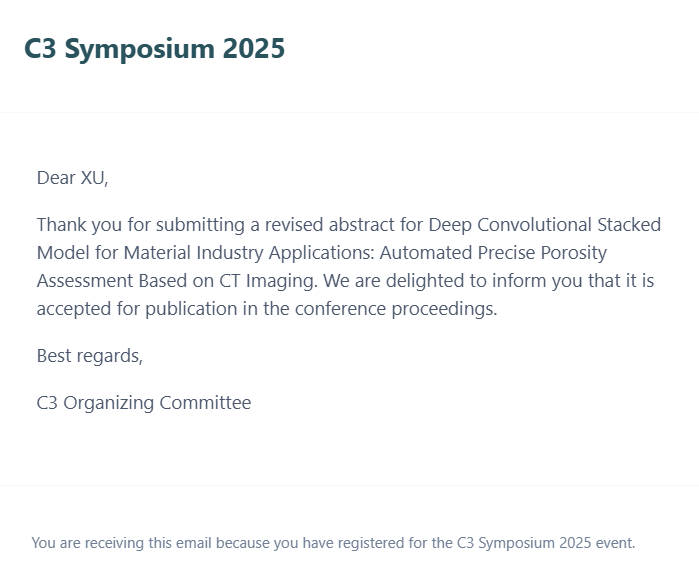 C3 Symposium 2025
Dear XU,
Thank you for submitting a revised abstract for Deep Convolutional Stacked
Model for Material Industry Applications: Automated Precise Porosity
Assessment Based on CT Imaging. We are delighted to inform you that it is
accepted for publication in the conference proceedings.
Best regards,
C3 Organizing Committee
You are receiving this email because you have registered for the C3 Symposium 2025 event.